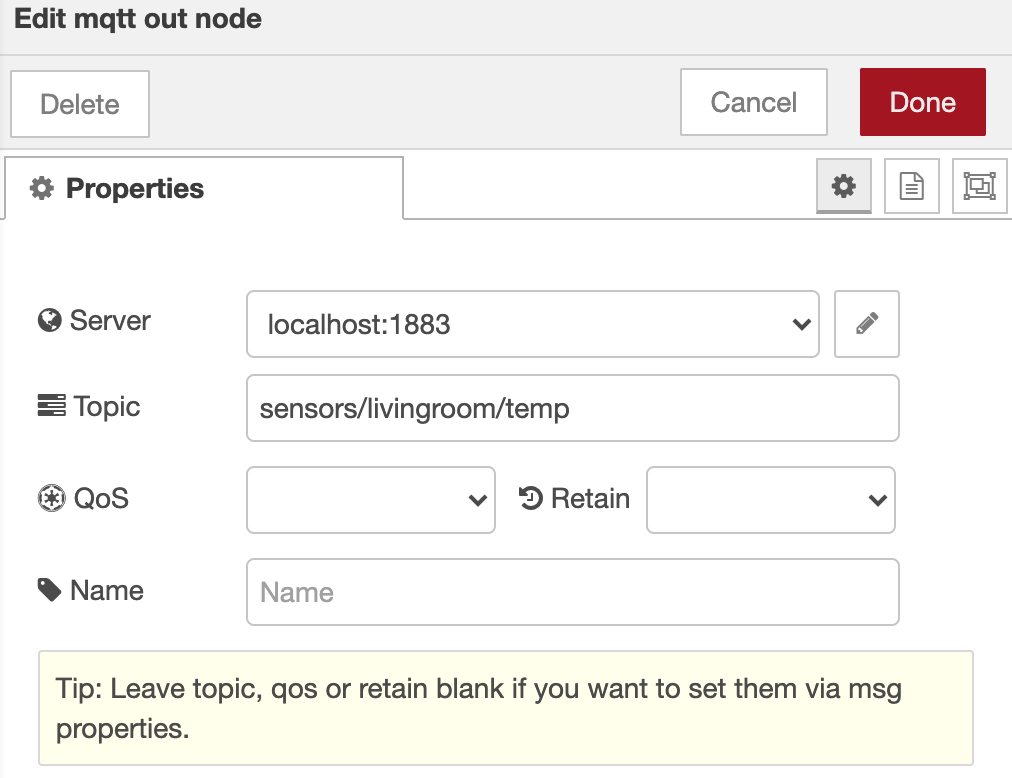 Edit mqtt out node
Delete
Cancel
Done
Properties
Server
localhost:1883
Topic
sensors/livingroom/temp
QoS
Retain
Name
Name
Tip: Leave topic, qos or retain blank if you want to set them via msg
properties.